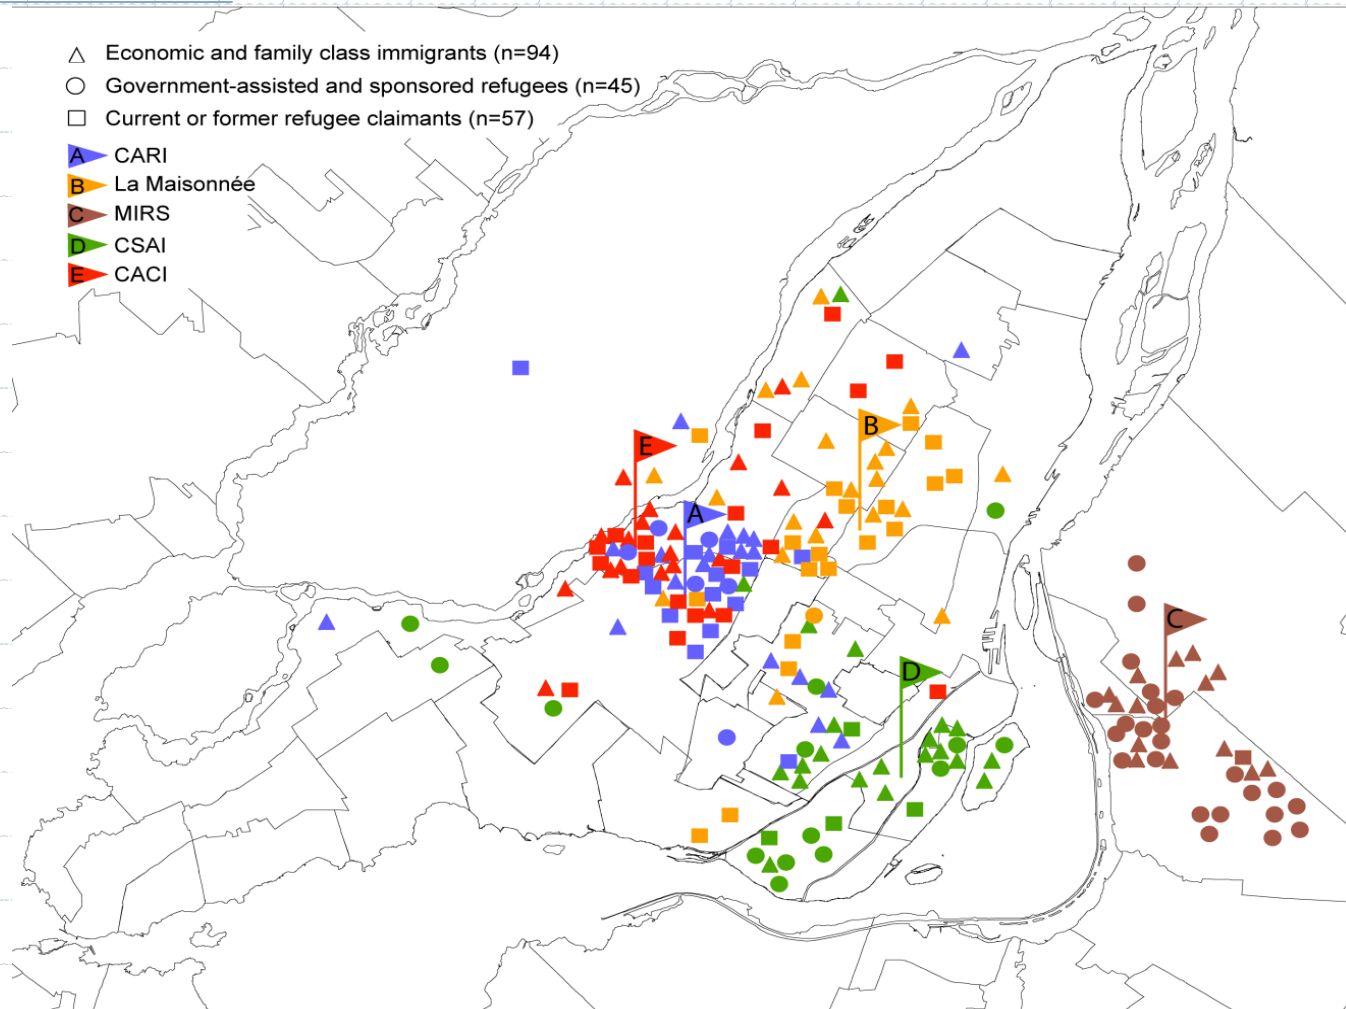 Economic and family class immigrants (n=94)
Government-assisted and sponsored refugees (n=45)
Current or former refugee claimants (n=57)
A CARI
B La Maisonnée
C MIRS
D CSAI
E CACI
B
E
A
C
D